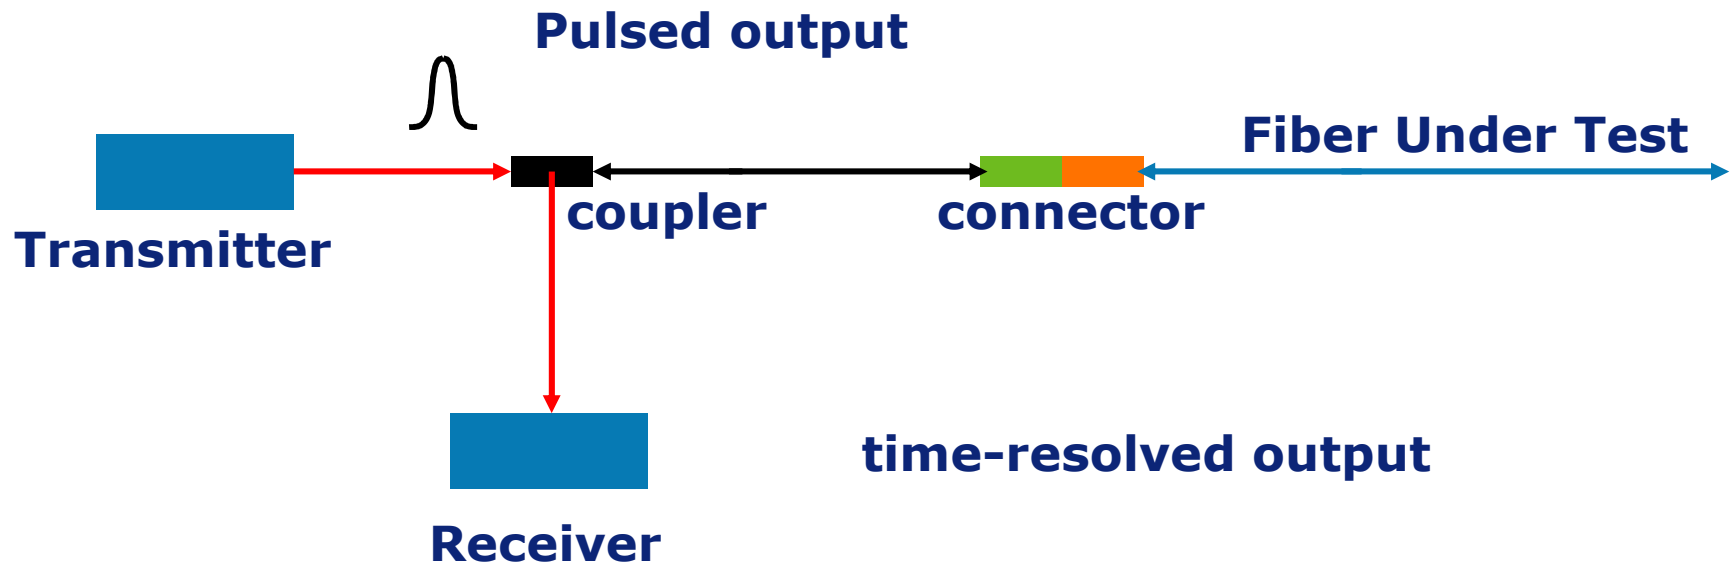 Pulsed output
Fiber Under Test
coupler
connector
Transmitter
time-resolved output
Receiver